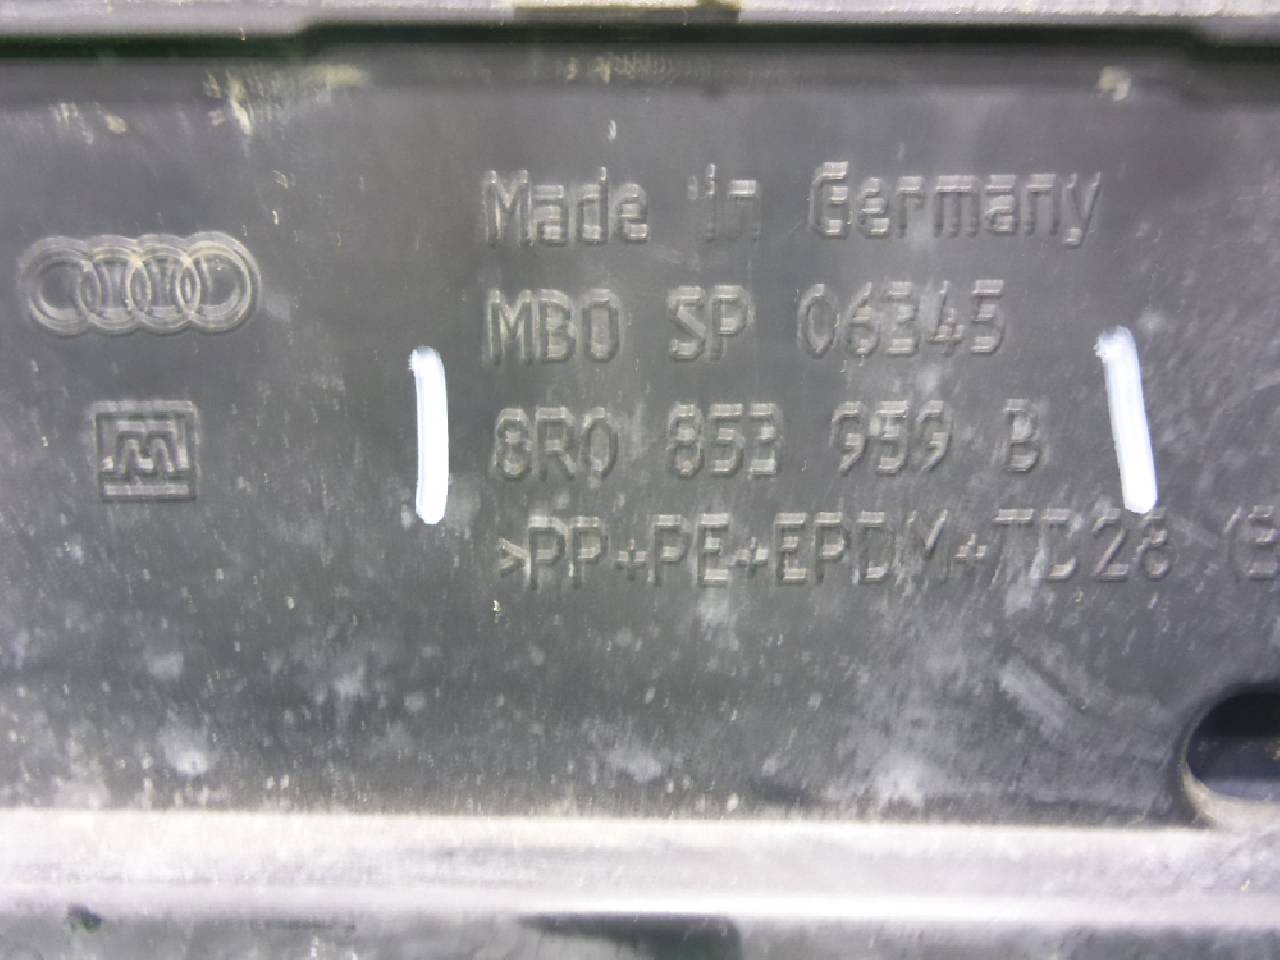 Made in Germany
MBO SP 06345
8R0 853 959 B
>PP+PE+EPDM+TD28